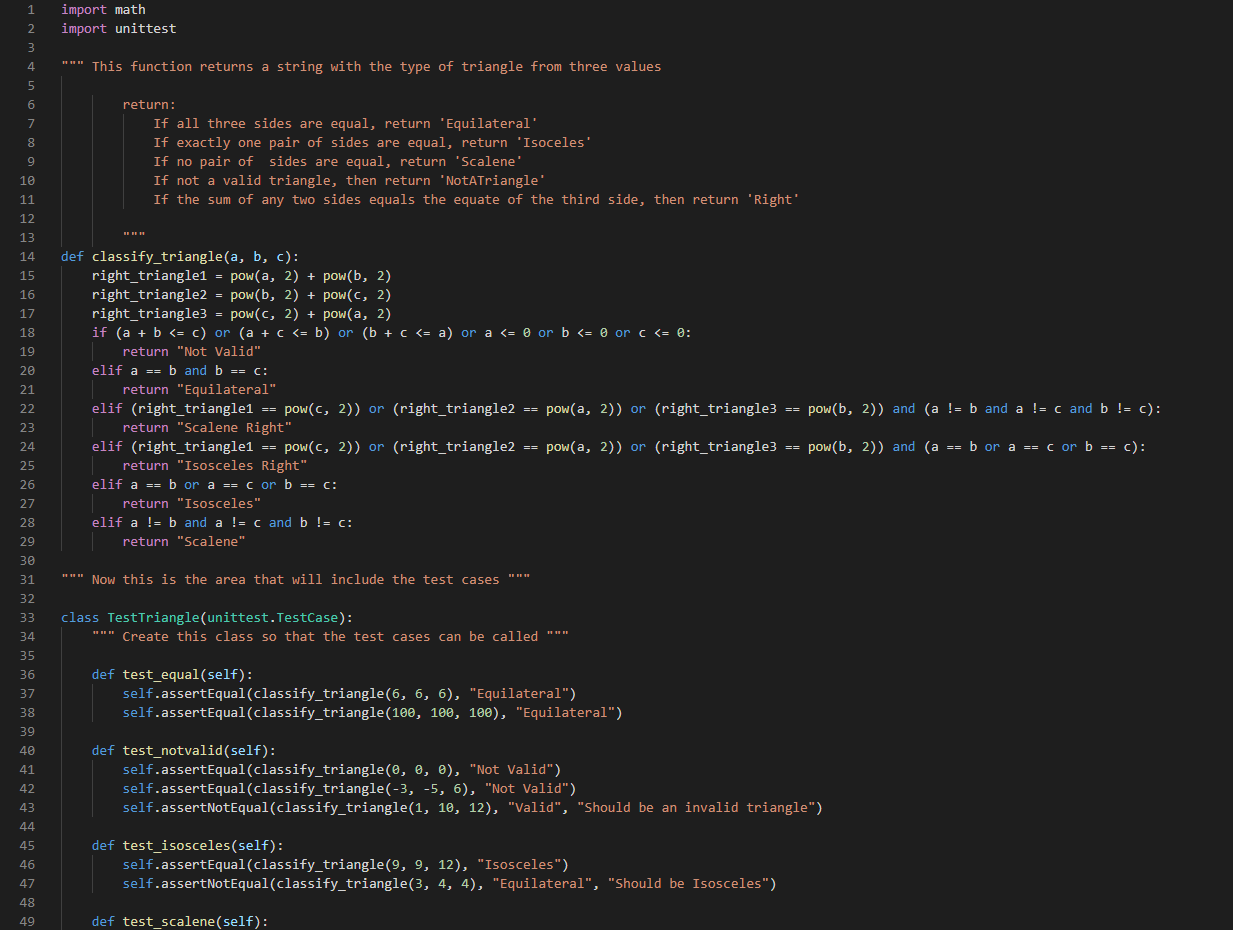 1 import math
2 import unittest
3
4 """ This function returns a string with the type of triangle from three values
5
6         return:
7             If all three sides are equal, return 'Equilateral'
8             If exactly one pair of sides are equal, return 'Isoceles'
9             If no pair of  sides are equal, return 'Scalene'
10             If not a valid triangle, then return 'NotATriangle'
11             If the sum of any two sides equals the equate of the third side, then return 'Right'
12
13         """
14 def classify_triangle(a, b, c):
15     right_triangle1 = pow(a, 2) + pow(b, 2)
16     right_triangle2 = pow(b, 2) + pow(c, 2)
17     right_triangle3 = pow(c, 2) + pow(a, 2)
18     if (a + b <= c) or (a + c <= b) or (b + c <= a) or a <= 0 or b <= 0 or c <= 0:
19         return "Not Valid"
20     elif a == b and b == c:
21         return "Equilateral"
22     elif (right_triangle1 == pow(c, 2)) or (right_triangle2 == pow(a, 2)) or (right_triangle3 == pow(b, 2)) and (a != b and a != c and b != c):
23         return "Scalene Right"
24     elif (right_triangle1 == pow(c, 2)) or (right_triangle2 == pow(a, 2)) or (right_triangle3 == pow(b, 2)) and (a == b or a == c or b == c):
25         return "Isosceles Right"
26     elif a == b or a == c or b == c:
27         return "Isosceles"
28     elif a != b and a != c and b != c:
29         return "Scalene"
30
31 """ Now this is the area that will include the test cases """
32
33 class TestTriangle(unittest.TestCase):
34     """ Create this class so that the test cases can be called """
35
36     def test_equal(self):
37         self.assertEqual(classify_triangle(6, 6, 6), "Equilateral")
38         self.assertEqual(classify_triangle(100, 100, 100), "Equilateral")
39
40     def test_notvalid(self):
41         self.assertEqual(classify_triangle(0, 0, 0), "Not Valid")
42         self.assertEqual(classify_triangle(-3, -5, 6), "Not Valid")
43         self.assertNotEqual(classify_triangle(1, 10, 12), "Valid", "Should be an invalid triangle")
44
45     def test_isosceles(self):
46         self.assertEqual(classify_triangle(9, 9, 12), "Isosceles")
47         self.assertNotEqual(classify_triangle(3, 4, 4), "Equilateral", "Should be Isosceles")
48
49     def test_scalene(self):